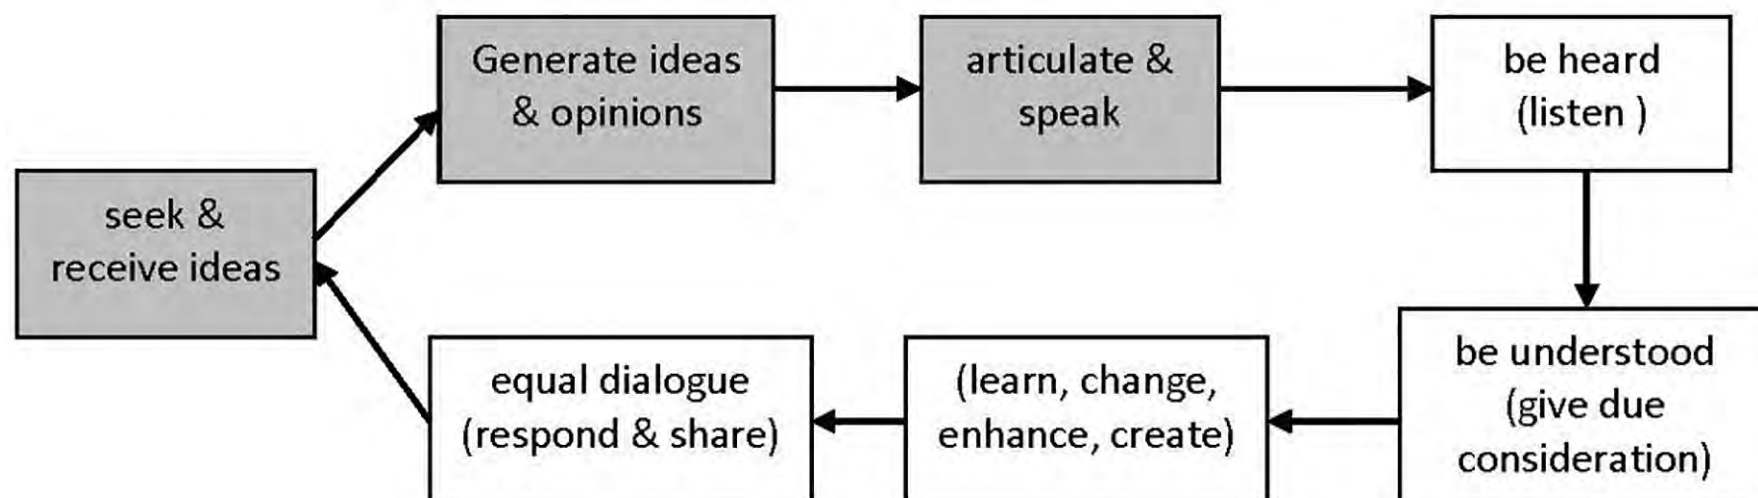 Generate ideas
& opinions
articulate &
speak
be heard
(listen )
seek &
receive ideas
be understood
(give due
consideration)
(learn, change,
enhance, create)
equal dialogue
(respond & share)